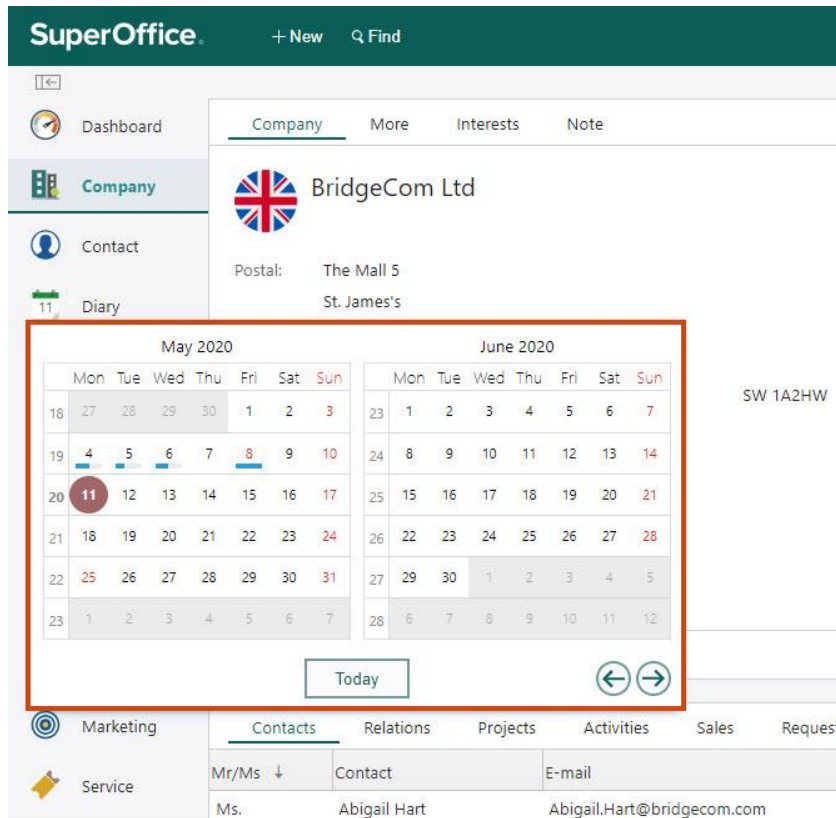 SuperOffice.
+ New Find
Dashboard
Company More Interests Note
Company
BridgeCom Ltd
Contact
Postal: The Mall 5
11 Diary
St. James's
SW 1A2HW
May 2020
Mon Tue Wed Thu Fri Sat Sun
18 27 28 29 30 1 2 3
19 4 5 6 7 8 9 10
20 11 12 13 14 15 16 17
21 18 19 20 21 22 23 24
22 25 26 27 28 29 30 31
23 1 2 3 4 5 6 7
June 2020
Mon Tue Wed Thu Fri Sat Sun
23 1 2 3 4 5 6 7
24 8 9 10 11 12 13 14
25 15 16 17 18 19 20 21
26 22 23 24 25 26 27 28
27 29 30 1 2 3 4 5
28 6 7 8 9 10 11 12
Today
Marketing
Service
Contacts Relations Projects Activities Sales Reques
Mr/Ms ↓ Contact E-mail
Ms. Abigail Hart Abigail.Hart@bridgecom.com